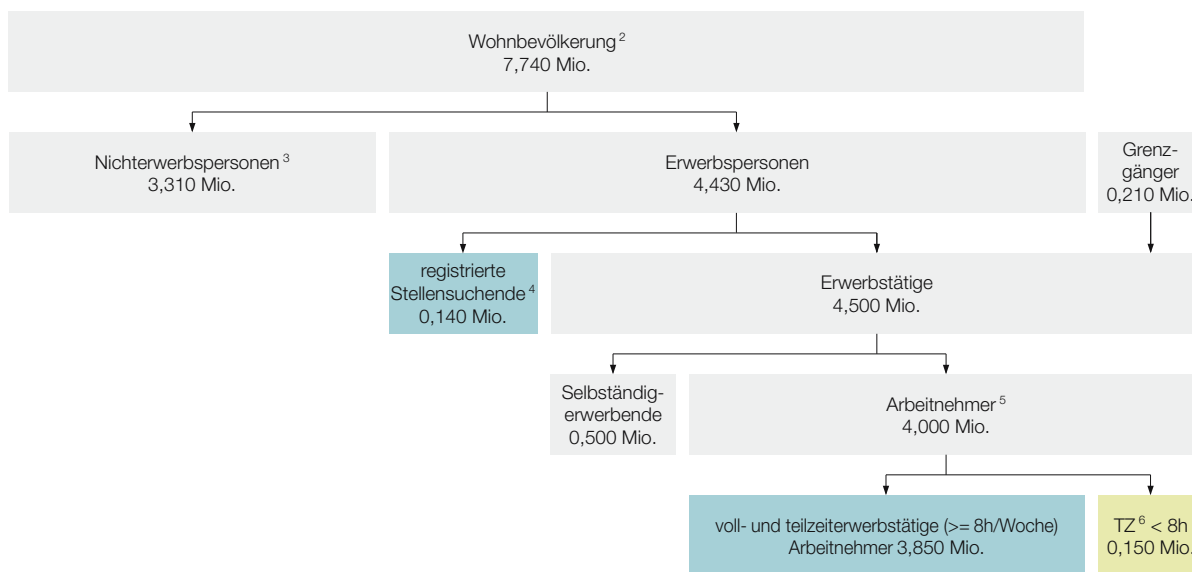 Wohnbevölkerung 2
7,740 Mio.
Nichterwerbspersonen 3
3,310 Mio.
Erwerbspersonen
4,430 Mio.
Grenz-
gänger
0,210 Mio.
registrierte
Stellensuchende 4
0,140 Mio.
Erwerbstätige
4,500 Mio.
Selbständig-
erwerbende
0,500 Mio.
Arbeitnehmer 5
4,000 Mio.
voll- und teilzeiterwerbstätige (>= 8h/Woche)
Arbeitnehmer 3,850 Mio.
TZ 6 < 8h
0,150 Mio.